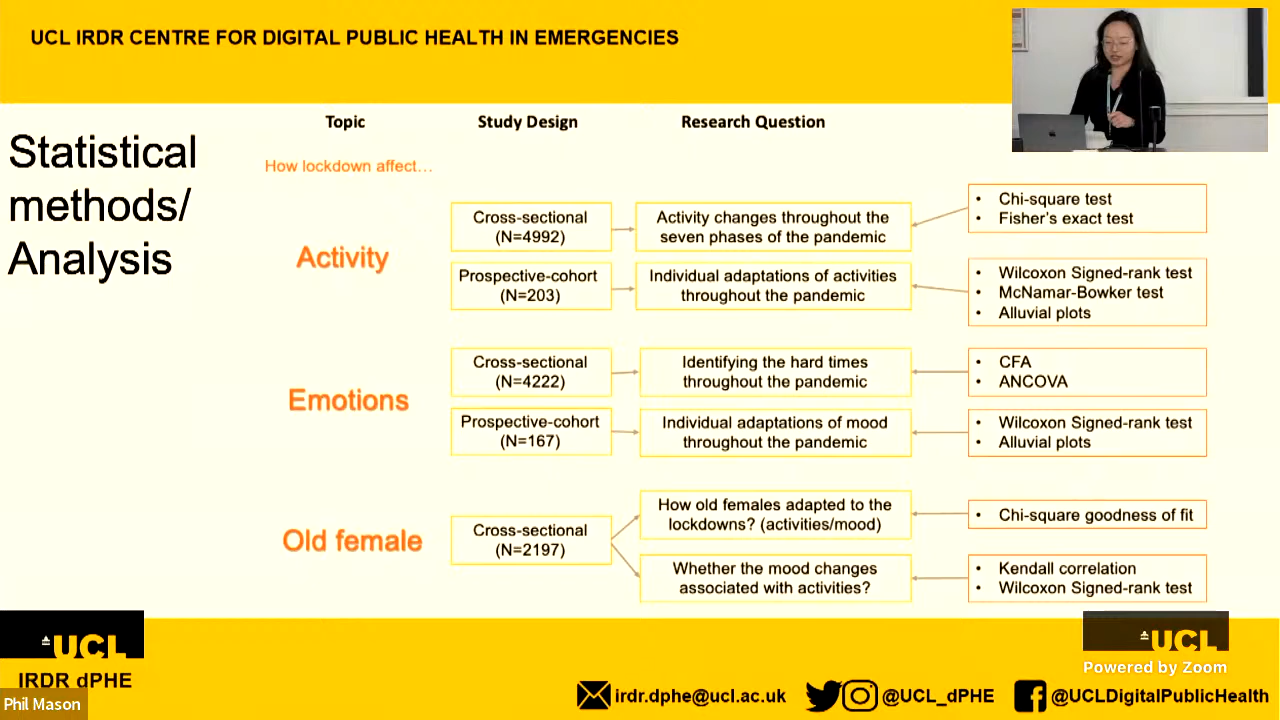 UCL IRDR CENTRE FOR DIGITAL PUBLIC HEALTH IN EMERGENCIES
Statistical
methods/
Analysis
Topic
Study Design
Research Question
How lockdown affect…
Activity
Cross-sectional
(N=4992)
Activity changes throughout the
seven phases of the pandemic
• Chi-square test
• Fisher's exact test
Prospective-cohort
(N=203)
Individual adaptations of activities
throughout the pandemic
• Wilcoxon Signed-rank test
• McNamar-Bowker test
• Alluvial plots
Emotions
Cross-sectional
(N=4222)
Identifying the hard times
throughout the pandemic
• CFA
• ANCOVA
Prospective-cohort
(N=167)
Individual adaptations of mood
throughout the pandemic
• Wilcoxon Signed-rank test
• Alluvial plots
Old female
Cross-sectional
(N=2197)
How old females adapted to the
lockdowns? (activities/mood)
• Chi-square goodness of fit
Whether the mood changes
associated with activities?
• Kendall correlation
• Wilcoxon Signed-rank test
UCL
IRDR dPHE
Phil Mason
UCL
Powered by Zoom
irdr.dphe@ucl.ac.uk
@UCL_dPHE
@UCLDigitalPublicHealth